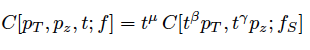 C[p_T, p_z, t; f] = t^μ C[t^β p_T, t^γ p_z; f_S]